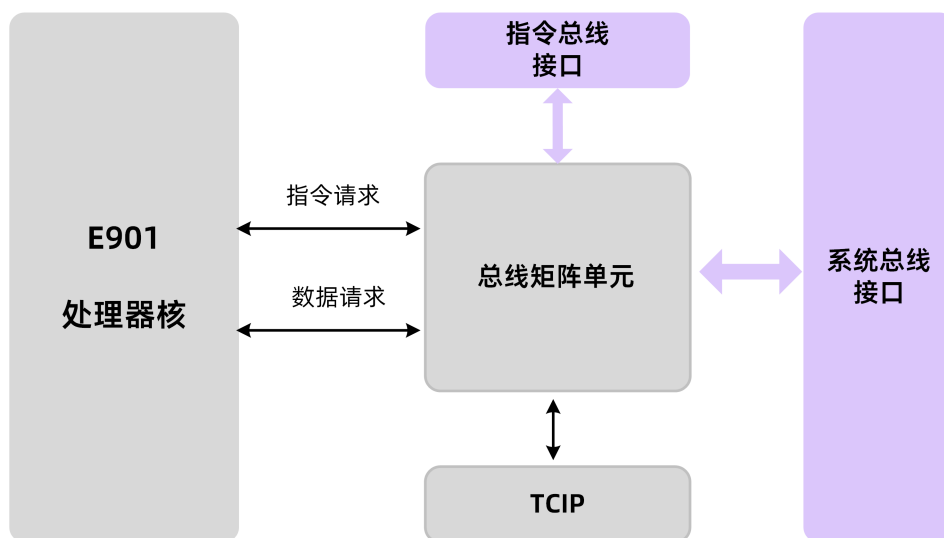 指令总线
接口
E901
处理器核
指令请求
数据请求
总线矩阵单元
系统总线
接口
TCIP